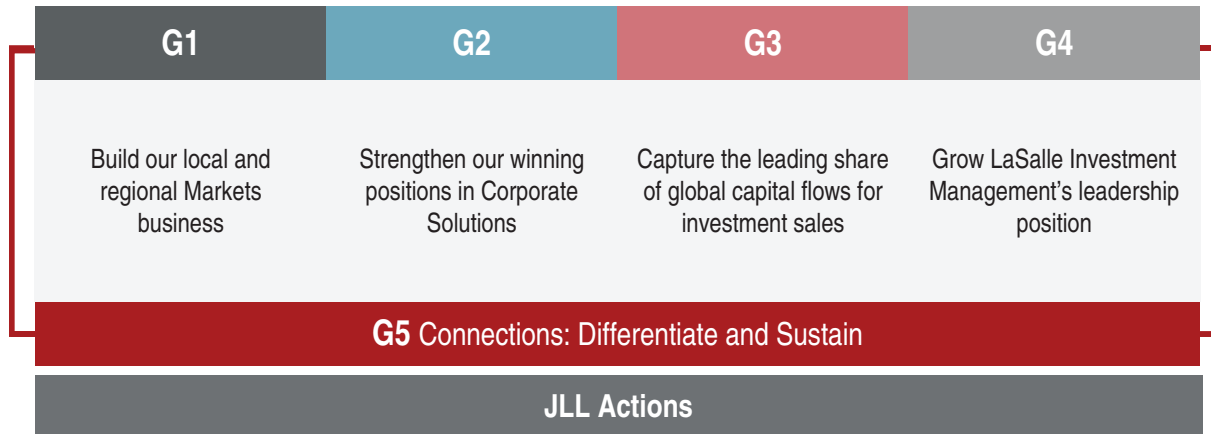 G1
G2
G3
G4
Build our local and
regional Markets
business
Strengthen our winning
positions in Corporate
Solutions
Capture the leading share
of global capital flows for
investment sales
Grow LaSalle Investment
Management’s leadership
position
G5 Connections: Differentiate and Sustain
JLL Actions